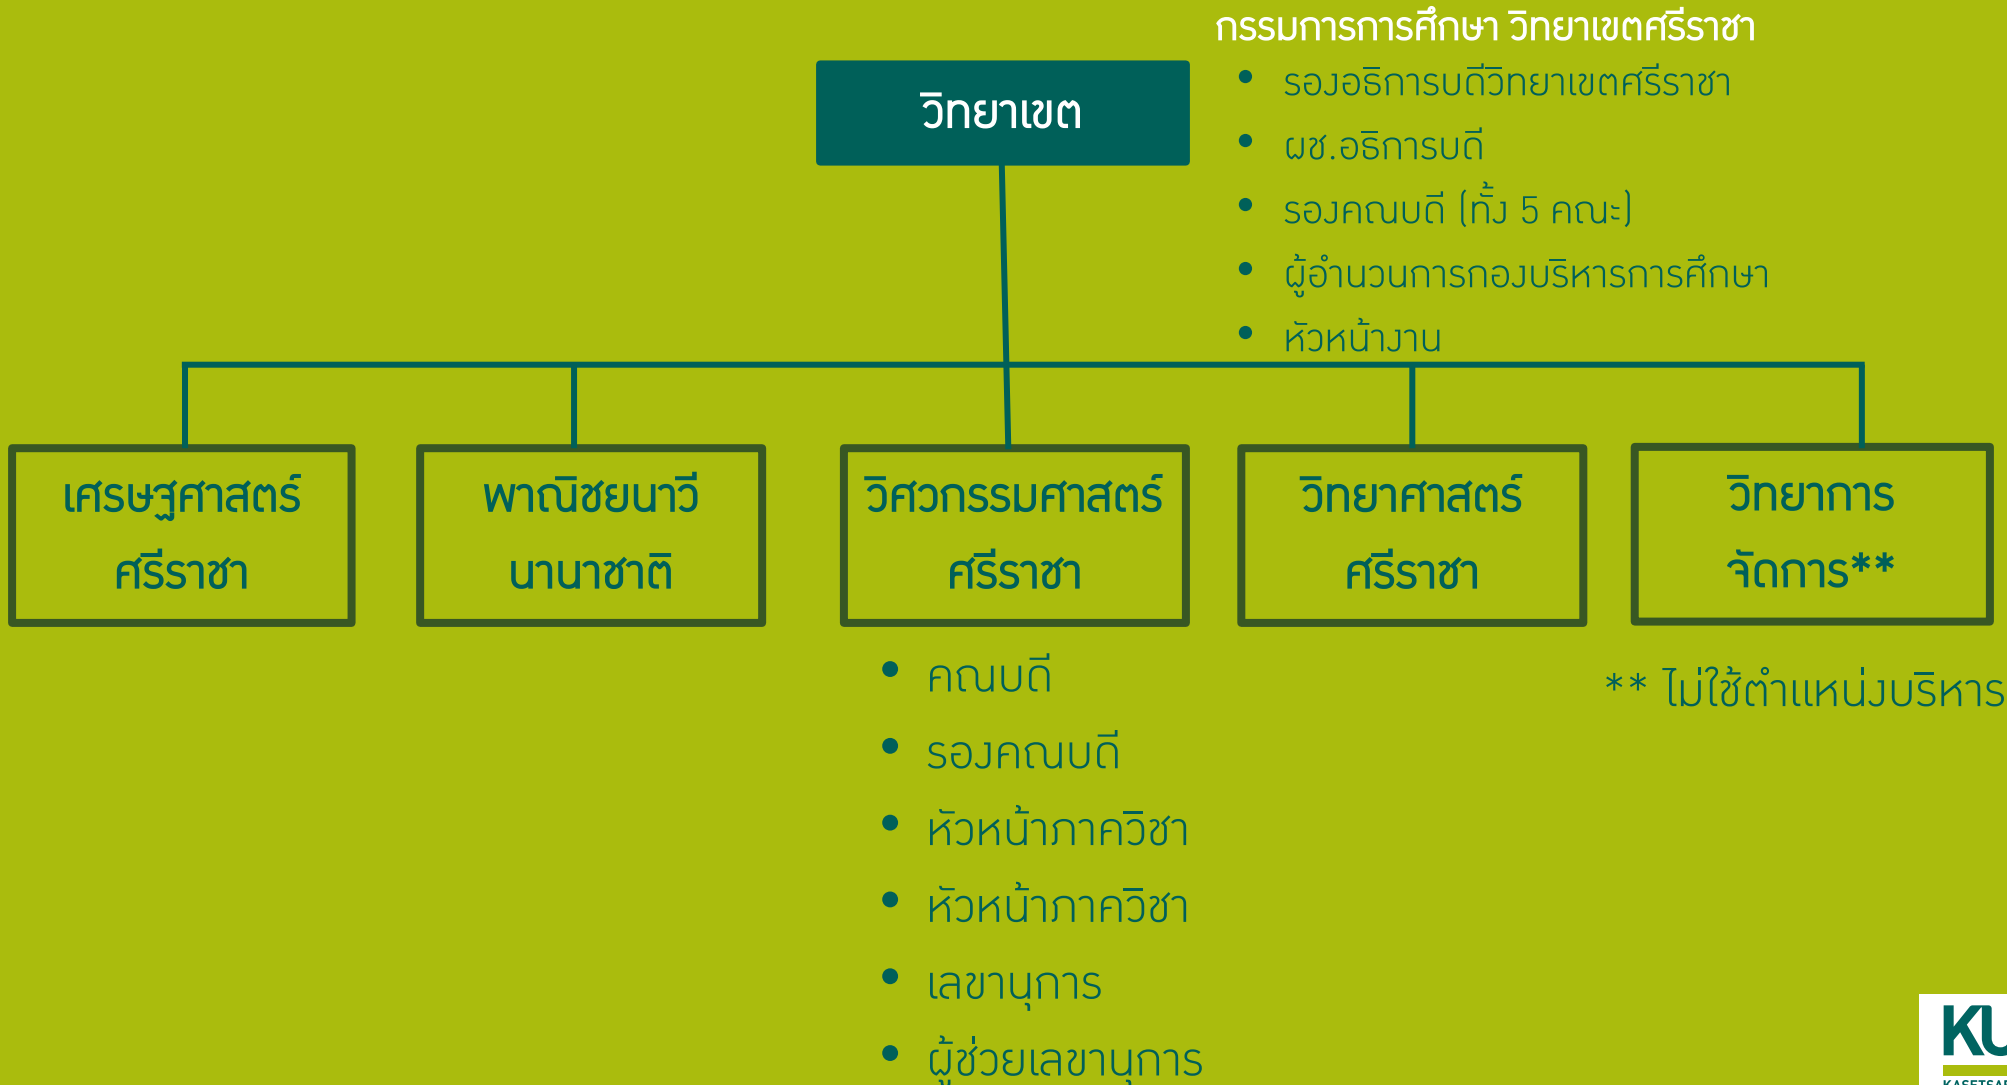 กรรมการการศึกษา วิทยาเขตศรีราชา
• รองอธิการบดีวิทยาเขตศรีราชา
• ผช.อธิการบดี
• รองคณบดี (ทั้ง 5 คณะ)
• ผู้อำนวนการกองบริหารการศึกษา
• หัวหน้างาน
วิทยาเขต
เศรษฐศาสตร์
ศรีราชา
พาณิชยนาวี
นานาชาติ
วิศวกรรมศาสตร์
ศรีราชา
วิทยาศาสตร์
ศรีราชา
วิทยาการ
จัดการ**
• คณบดี
• รองคณบดี
• หัวหน้าภาควิชา
• หัวหน้าภาควิชา
• เลขานุการ
• ผู้ช่วยเลขานุการ
** ไม่ใช้ตำแหน่งบริหาร